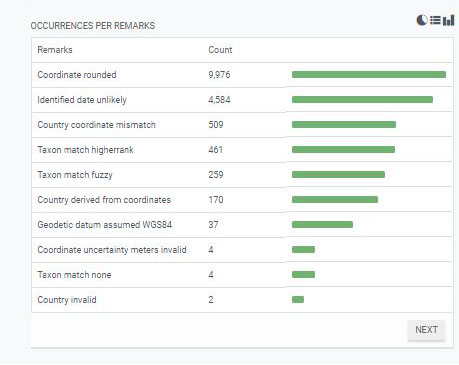 OCCURRENCES PER REMARKS
Remarks Count
Coordinate rounded 9,976
Identified date unlikely 4,584
Country coordinate mismatch 509
Taxon match higherrank 461
Taxon match fuzzy 259
Country derived from coordinates 170
Geodetic datum assumed WGS84 37
Coordinate uncertainty meters invalid 4
Taxon match none 4
Country invalid 2
NEXT